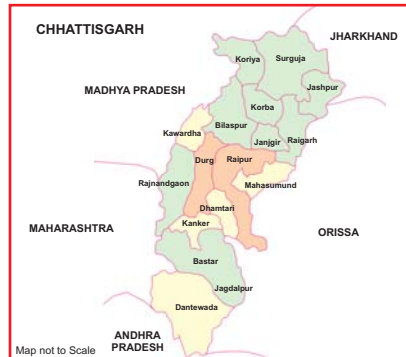 CHHATTISGARH
JHARKHAND
Koriya
Surguja
MADHYA PRADESH
Jashpur
Korba
Bilaspur
Kawardha
Janjgir
Raigarh
Durg
Raipur
Rajnandgaon
Mahasumund
Dhamtari
MAHARASHTRA
Kanker
ORISSA
Bastar
Jagdalpur
Dantewada
ANDHRA
PRADESH
Map not to Scale